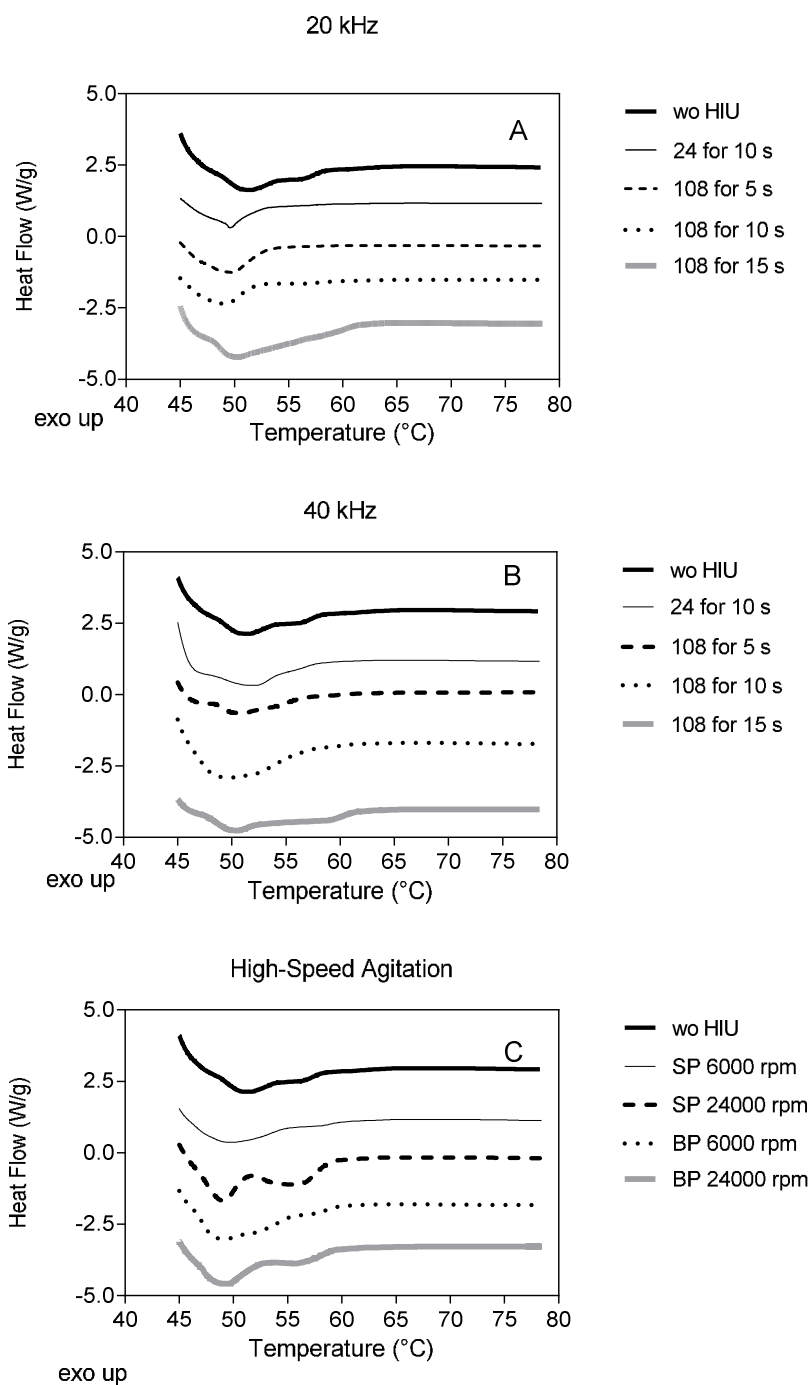 20 kHz
5.0
2.5
0.0
-2.5
-5.0
Heat Flow (W/g)
A
40 45 50 55 60 65 70 75 80
exo up
Temperature (°C)
wo HIU
24 for 10 s
108 for 5 s
108 for 10 s
108 for 15 s
40 kHz
5.0
2.5
0.0
-2.5
-5.0
Heat Flow (W/g)
B
40 45 50 55 60 65 70 75 80
exo up
Temperature (°C)
wo HIU
24 for 10 s
108 for 5 s
108 for 10 s
108 for 15 s
High-Speed Agitation
5.0
2.5
0.0
-2.5
-5.0
Heat Flow (W/g)
C
40 45 50 55 60 65 70 75 80
Temperature (°C)
exo up
wo HIU
SP 6000 rpm
SP 24000 rpm
BP 6000 rpm
BP 24000 rpm